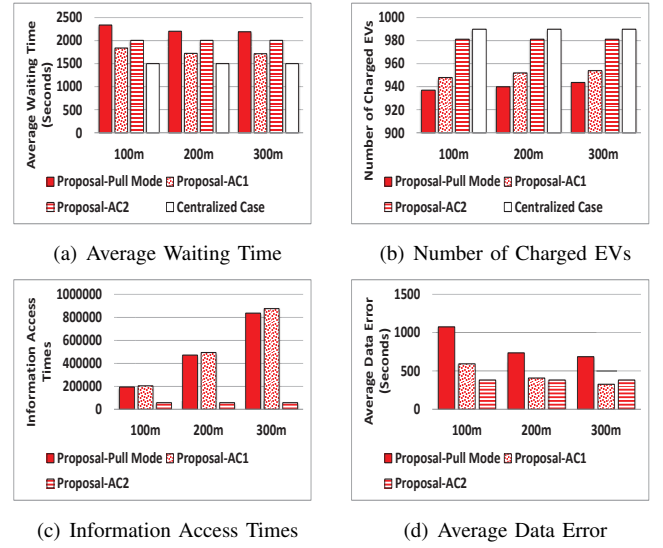 Average Waiting Time
(Seconds)
2500
2000
1500
1000
500
0
100m 200m 300m
Proposal-Pull Mode Proposal-AC1
Proposal-AC2 Centralized Case
(a) Average Waiting Time
Number of Charged EVs
1000
980
960
940
920
900
100m 200m 300m
Proposal-Pull Mode Proposal-AC1
Proposal-AC2 Centralized Case
(b) Number of Charged EVs
Information Access
Times
1000000
800000
600000
400000
200000
0
100m 200m 300m
Proposal-Pull Mode Proposal-AC1
Proposal-AC2
(c) Information Access Times
Average Data Error
(Seconds)
1500
1000
500
0
100m 200m 300m
Proposal-Pull Mode Proposal-AC1
Proposal-AC2
(d) Average Data Error